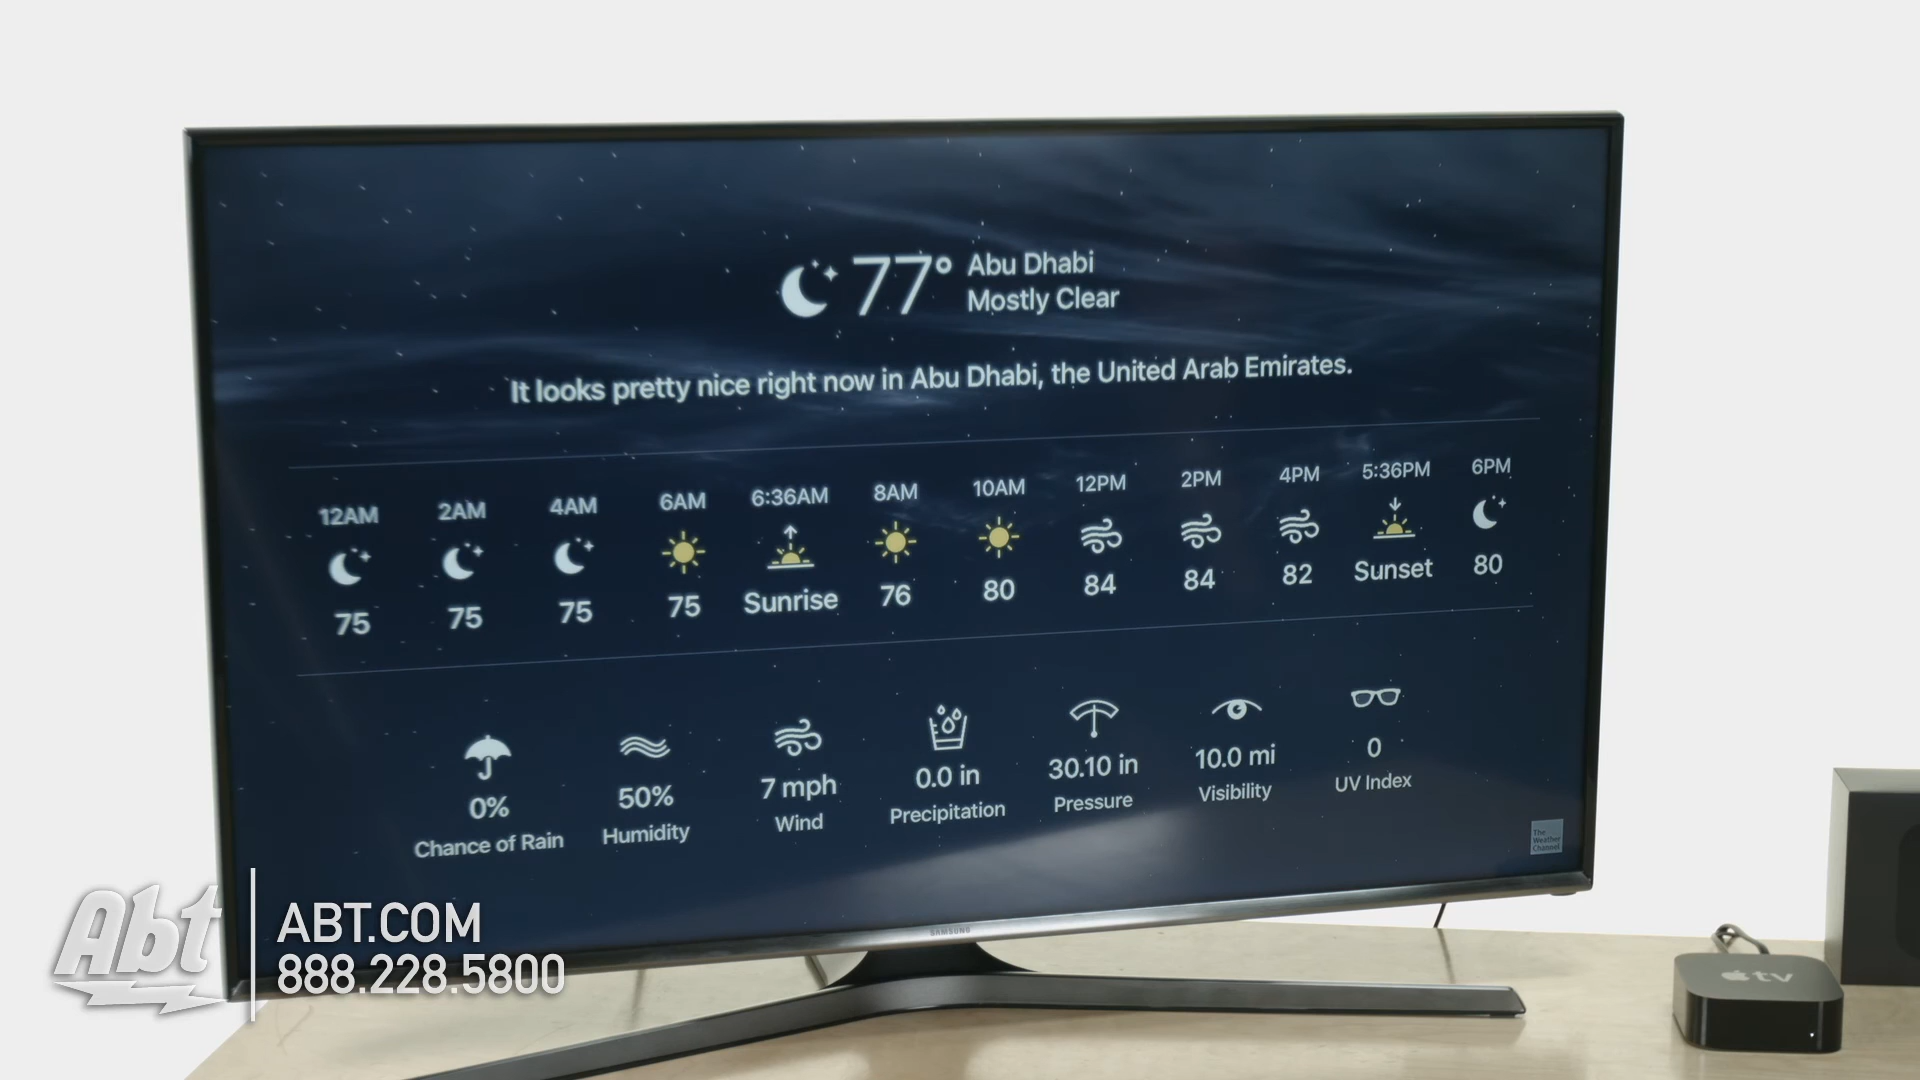 77° Abu Dhabi
Mostly Clear
It looks pretty nice right now in Abu Dhabi, the United Arab Emirates.
12AM 2AM 4AM 6AM 6:36AM 8AM 10AM 12PM 2PM 4PM 5:36PM 6PM
75 75 75 75 Sunrise 76 80 84 84 82 Sunset 80
0% 50% 7 mph 0.0 in 30.10 in 10.0 mi 0
Chance of Rain Humidity Wind Precipitation Pressure Visibility UV Index
The
Weather
Channel
SAMSUNG
Abt
ABT.COM
888.228.5800
tv